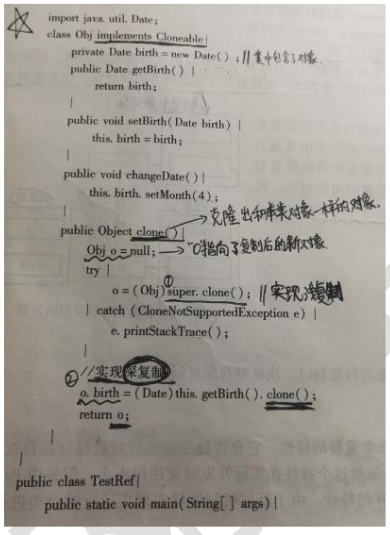 import java. util. Date;
class Obj implements Cloneable{
private Date birth = new Date(); //其中包含了对象.
public Date getBirth(){
return birth;
}
public void setBirth(Date birth) {
this. birth = birth;
}
public void changeDate(){
this. birth. setMonth(4);
}
克隆出和本类对象一样的对象.
public Object clone(){
Obj o = null; "o"指向了复制后的新对象
try {
①
o = (Obj)super. clone(); //实现浅复制
} catch (CloneNotSupportedException e) {
e. printStackTrace();
}
② //实现深复制
o. birth = (Date)this. getBirth(). clone();
return o;
}
}
public class TestRef{
public static void main(String[] args){